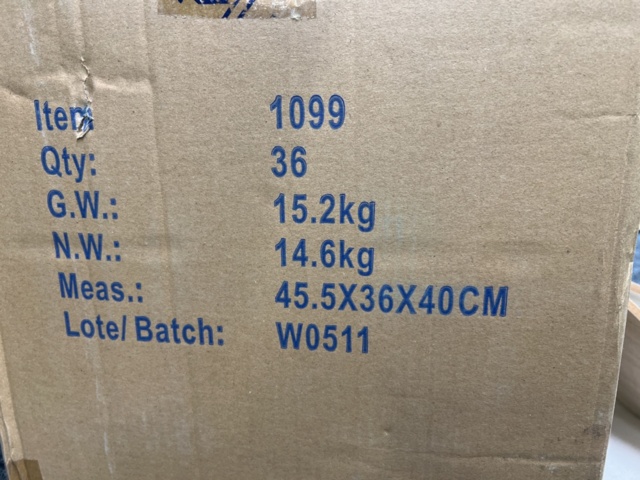 Item 1099
Qty: 36
G.W.: 15.2kg
N.W.: 14.6kg
Meas.: 45.5X36X40CM
Lote/ Batch: W0511